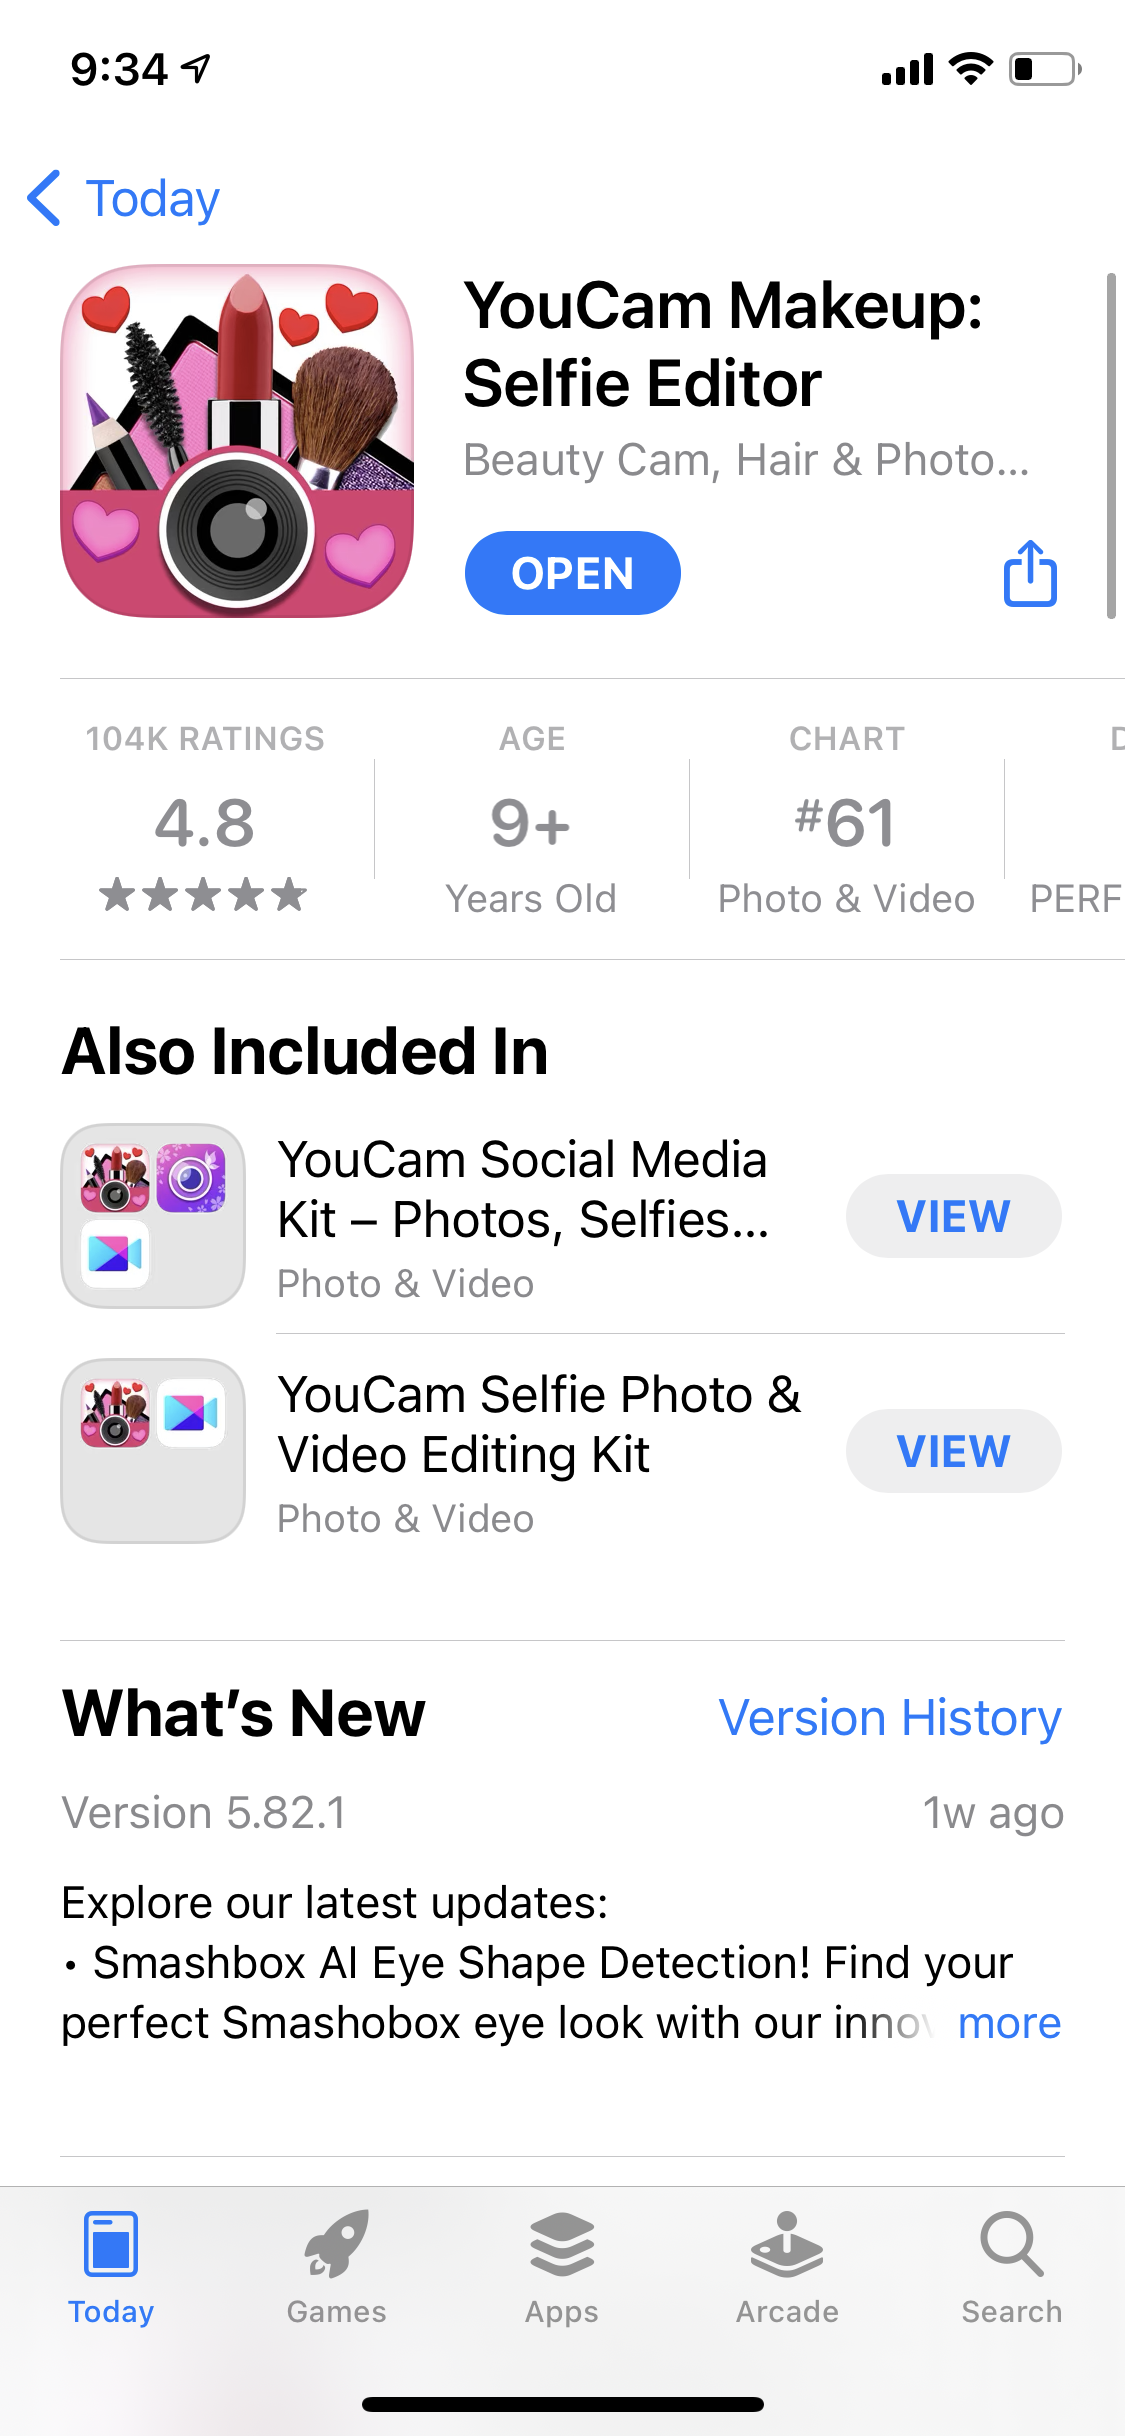 9:34
Today
YouCam Makeup:
Selfie Editor
Beauty Cam, Hair & Photo...
OPEN
104K RATINGS
4.8
AGE
9+
Years Old
CHART
#61
Photo & Video
D
PERF
Also Included In
YouCam Social Media
Kit – Photos, Selfies...
Photo & Video
VIEW
YouCam Selfie Photo &
Video Editing Kit
Photo & Video
VIEW
What's New
Version History
Version 5.82.1
1w ago
Explore our latest updates:
• Smashbox AI Eye Shape Detection! Find your
perfect Smashobox eye look with our innov more
Today
Games
Apps
Arcade
Search